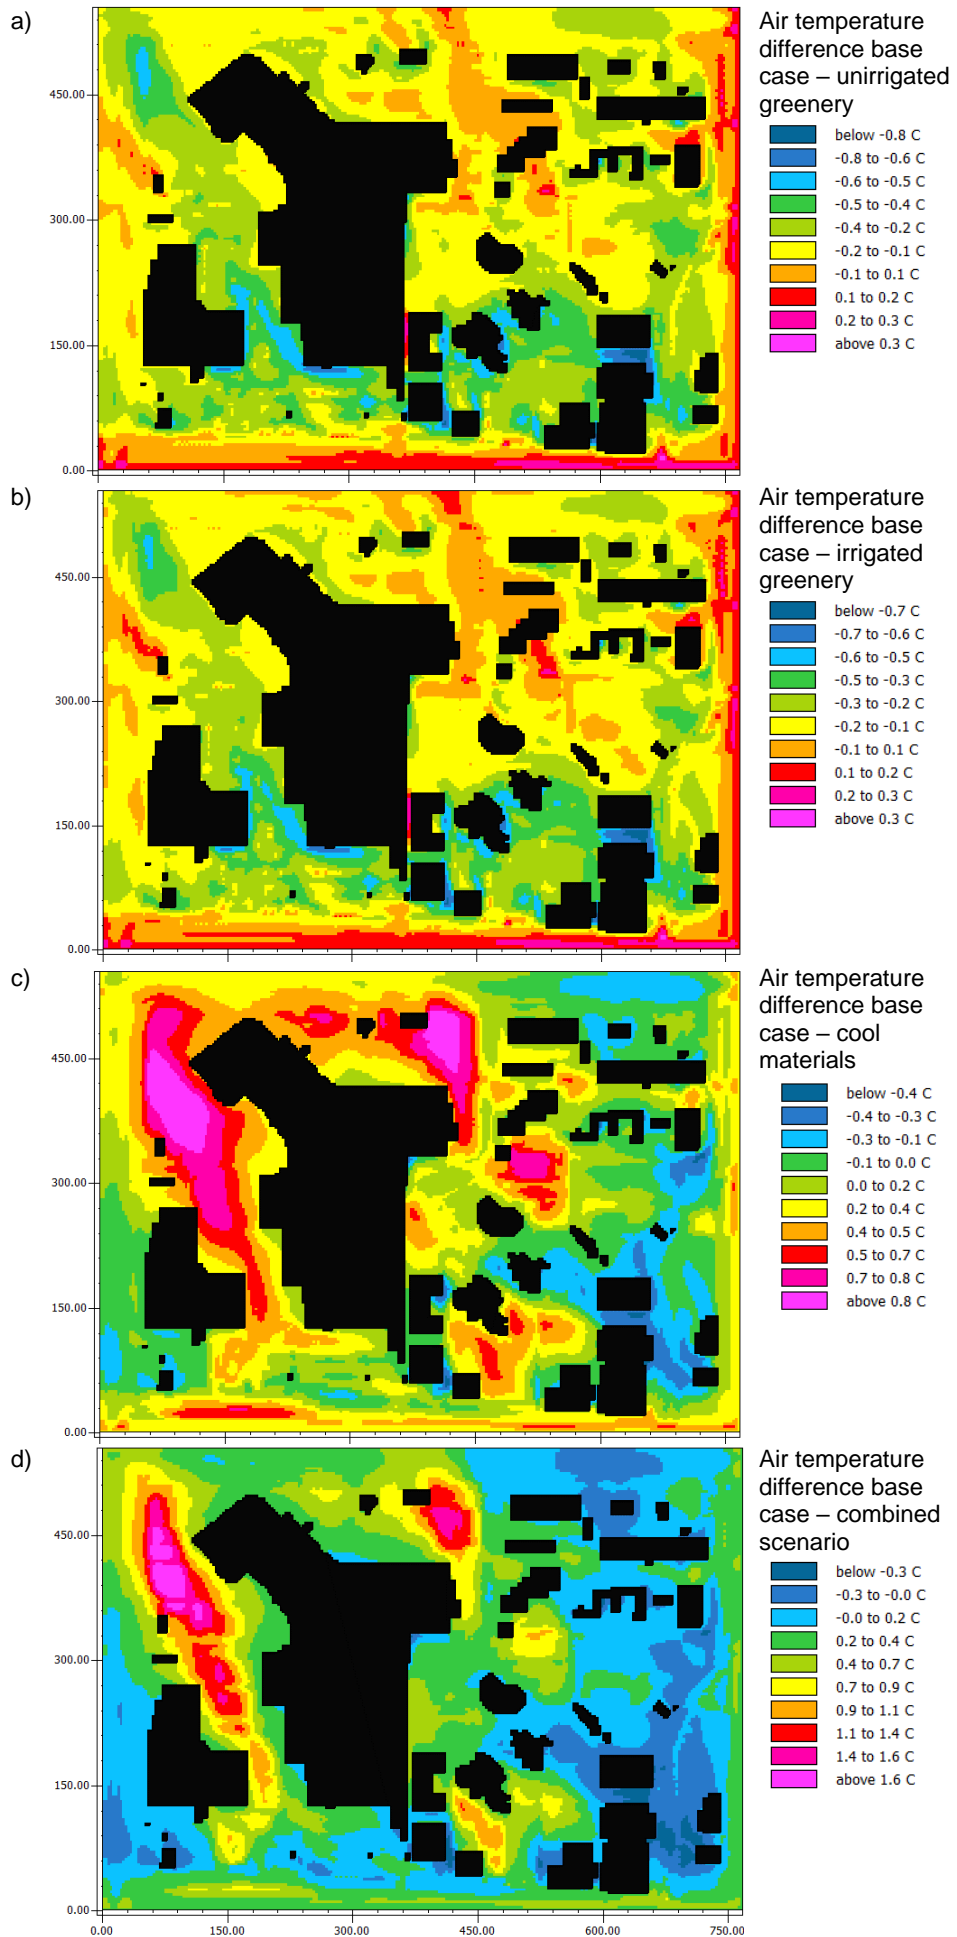 a)
Air temperature
difference base
case – unirrigated
greenery
below -0.8 C
-0.8 to -0.6 C
-0.6 to -0.5 C
-0.5 to -0.4 C
-0.4 to -0.2 C
-0.2 to -0.1 C
-0.1 to 0.1 C
0.1 to 0.2 C
0.2 to 0.3 C
above 0.3 C
450.00
300.00
150.00
0.00
b)
Air temperature
difference base
case – irrigated
greenery
below -0.7 C
-0.7 to -0.6 C
-0.6 to -0.5 C
-0.5 to -0.3 C
-0.3 to -0.2 C
-0.2 to -0.1 C
-0.1 to 0.1 C
0.1 to 0.2 C
0.2 to 0.3 C
above 0.3 C
450.00
300.00
150.00
0.00
c)
Air temperature
difference base
case – cool
materials
below -0.4 C
-0.4 to -0.3 C
-0.3 to -0.1 C
-0.1 to 0.0 C
0.0 to 0.2 C
0.2 to 0.4 C
0.4 to 0.5 C
0.5 to 0.7 C
0.7 to 0.8 C
above 0.8 C
450.00
300.00
150.00
0.00
d)
Air temperature
difference base
case – combined
scenario
below -0.3 C
-0.3 to -0.0 C
-0.0 to 0.2 C
0.2 to 0.4 C
0.4 to 0.7 C
0.7 to 0.9 C
0.9 to 1.1 C
1.1 to 1.4 C
1.4 to 1.6 C
above 1.6 C
450.00
300.00
150.00
0.00
0.00 150.00 300.00 450.00 600.00 750.00